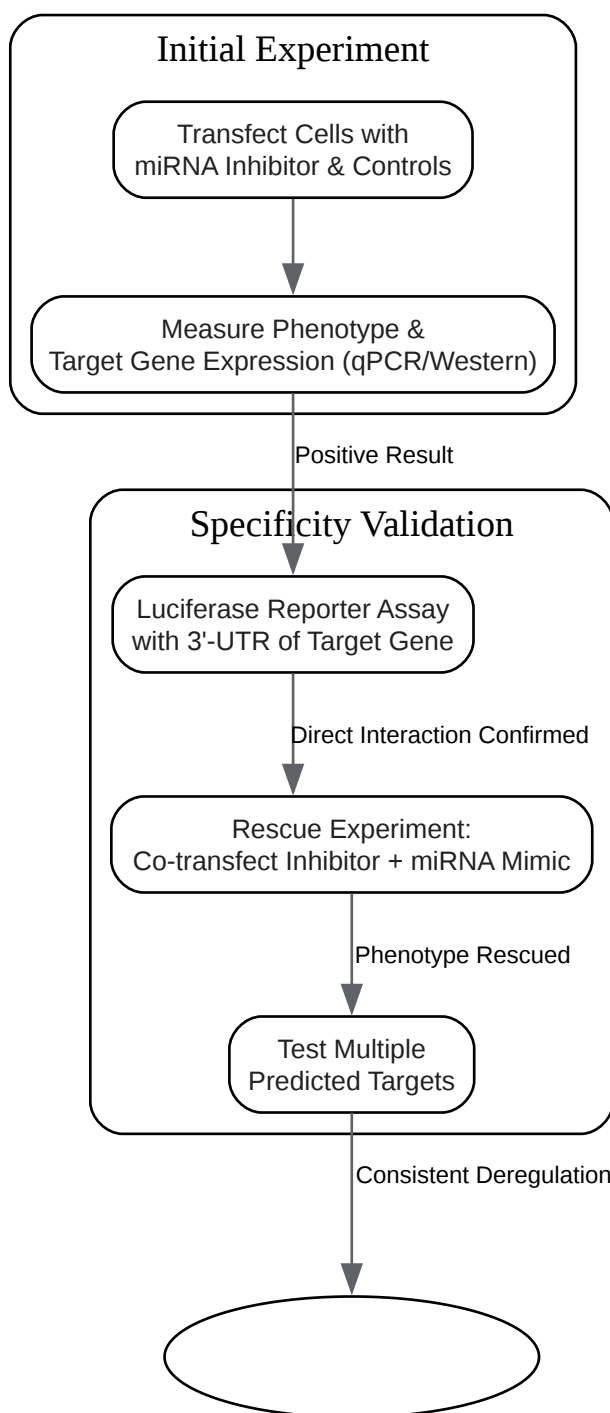 Initial Experiment
Transfect Cells with
miRNA Inhibitor & Controls
Measure Phenotype &
Target Gene Expression (qPCR/Western)
Positive Result
Specificity Validation
Luciferase Reporter Assay
with 3'-UTR of Target Gene
Direct Interaction Confirmed
Rescue Experiment:
Co-transfect Inhibitor + miRNA Mimic
Phenotype Rescued
Test Multiple
Predicted Targets
Consistent Deregulation